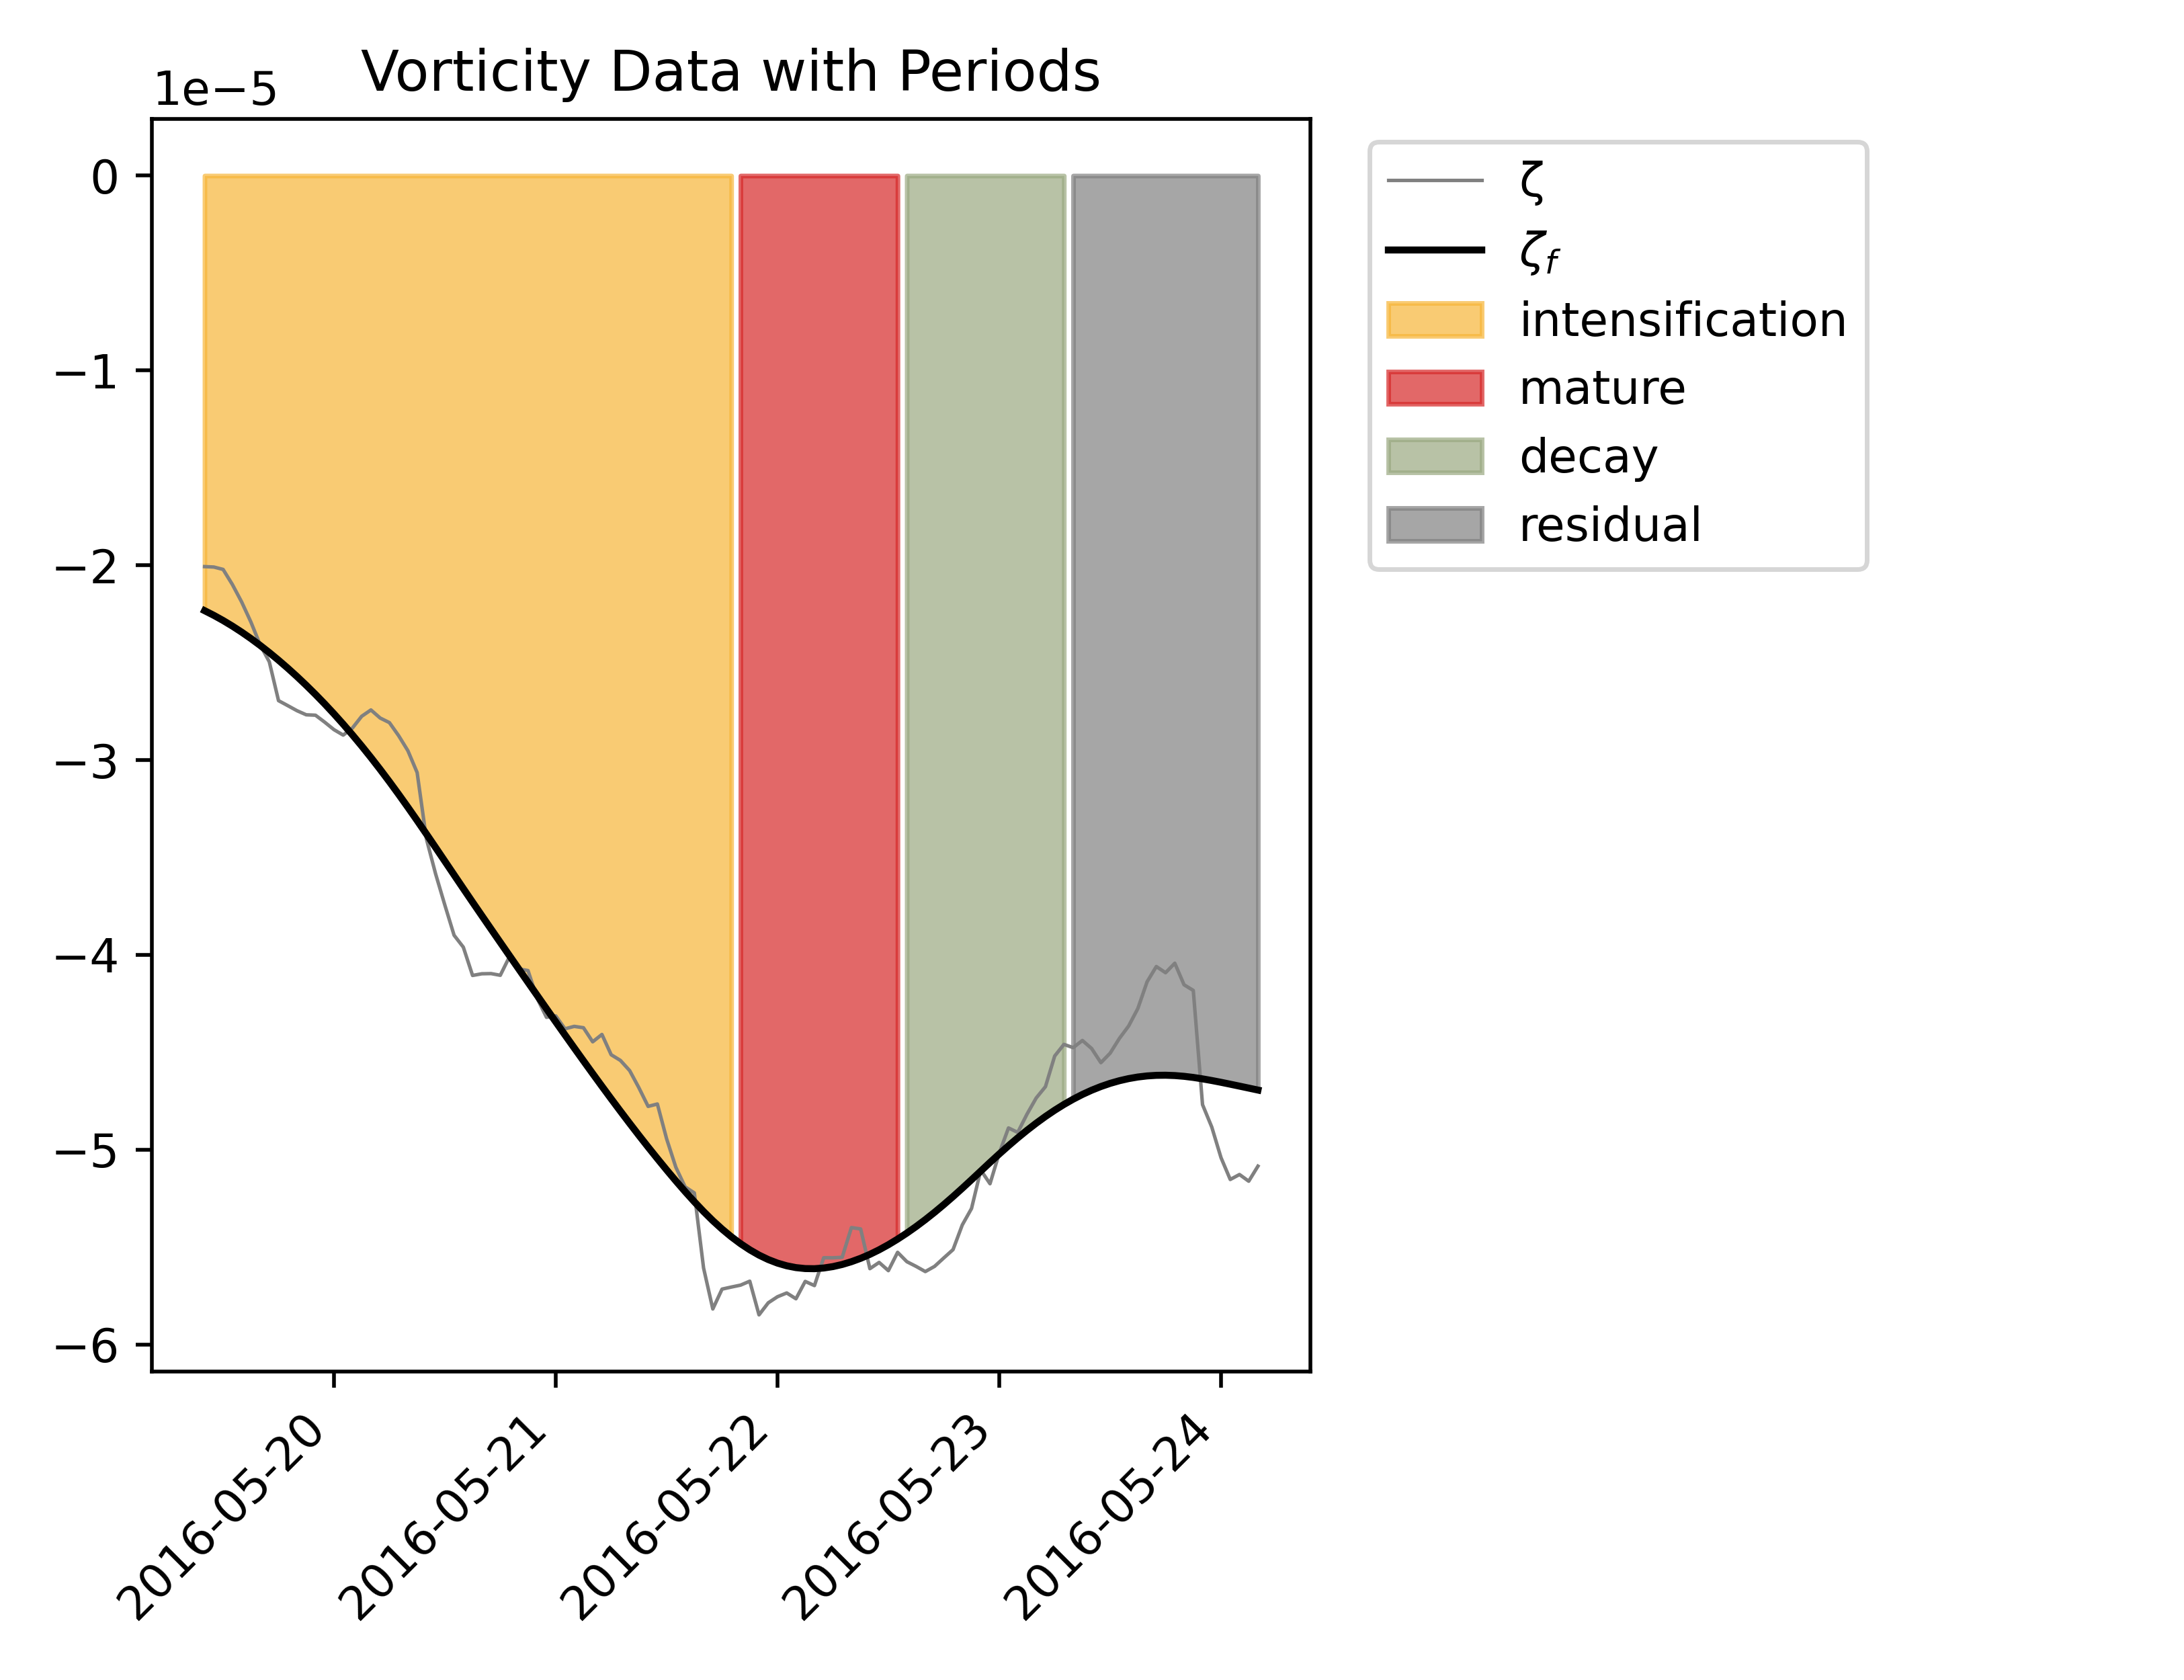 Vorticity Data with Periods
1e−5
0
−1
−2
−3
−4
−5
−6
2016-05-20
2016-05-21
2016-05-22
2016-05-23
2016-05-24
ζ
ζf
intensification
mature
decay
residual